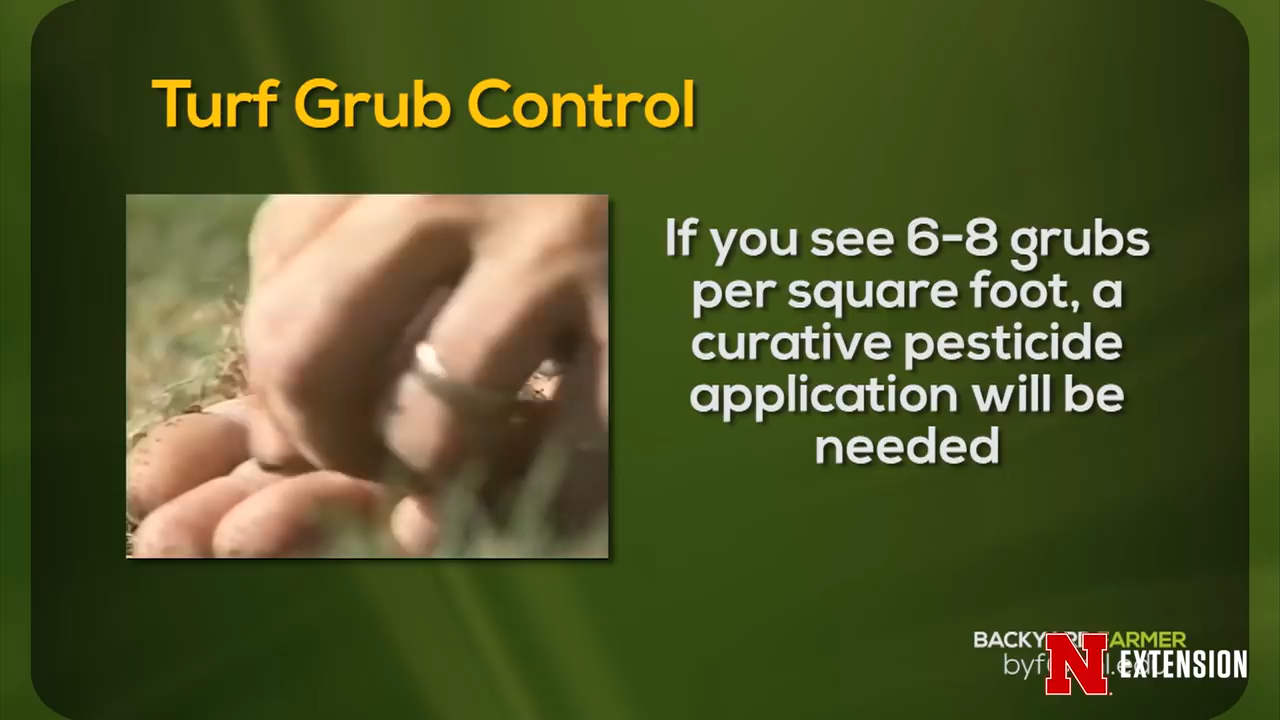 Turf Grub Control
If you see 6-8 grubs
per square foot, a
curative pesticide
application will be
needed
N EXTENSION